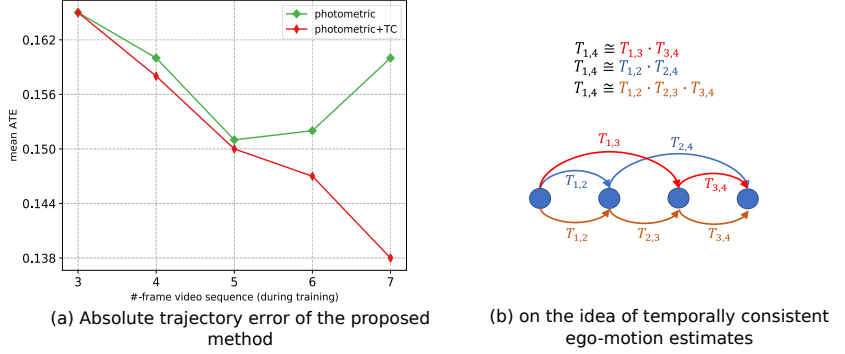 photometric
photometric+TC
0.162
0.156
0.150
0.144
0.138
mean ATE
3 4 5 6 7
#-frame video sequence (during training)
(a) Absolute trajectory error of the proposed
method
T1,4 ≅ T1,3 · T3,4
T1,4 ≅ T1,2 · T2,4
T1,4 ≅ T1,2 · T2,3 · T3,4
T1,3
T2,4
T1,2
T3,4
T1,2
T2,3
T3,4
(b) on the idea of temporally consistent
ego-motion estimates